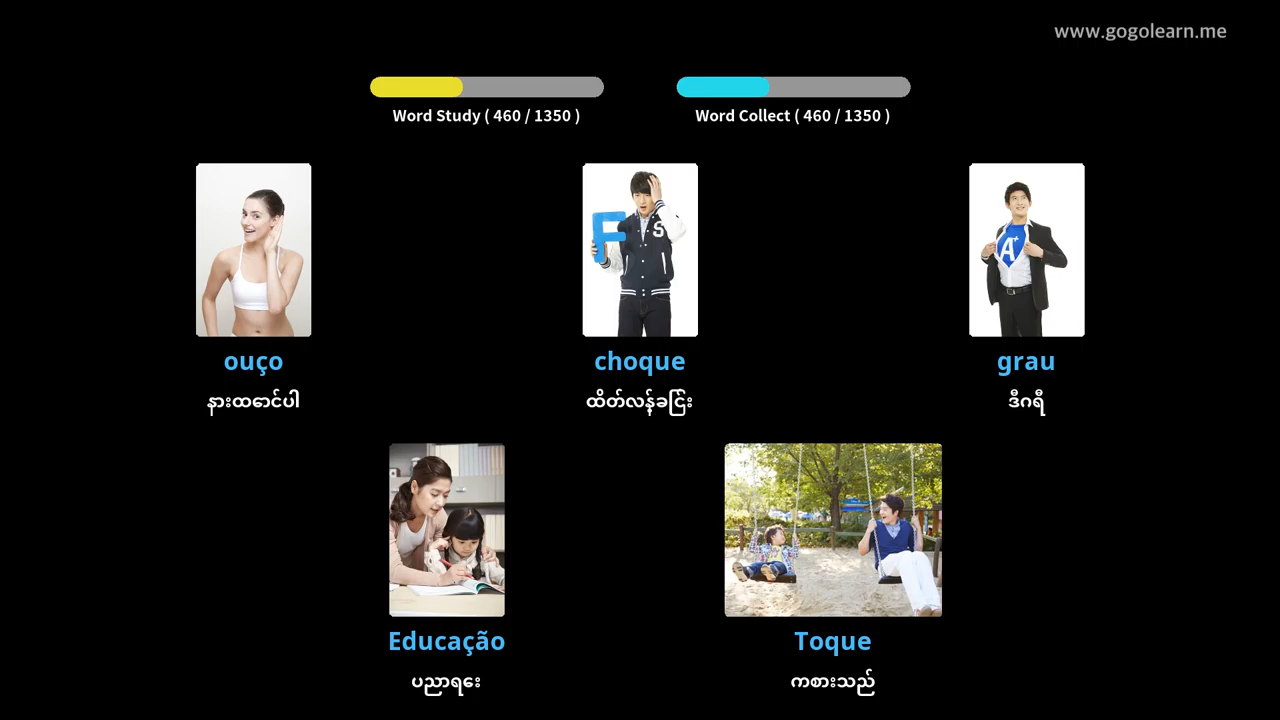 www.gogolearn.me
Word Study ( 460 / 1350 )
Word Collect ( 460 / 1350 )
F
S
A+
ouço
choque
grau
နားထောင်ပါ
ထိတ်လန့်ခြင်း
ဒီဂရီ
Educação
Toque
ပညာရေး
ကစားသည်